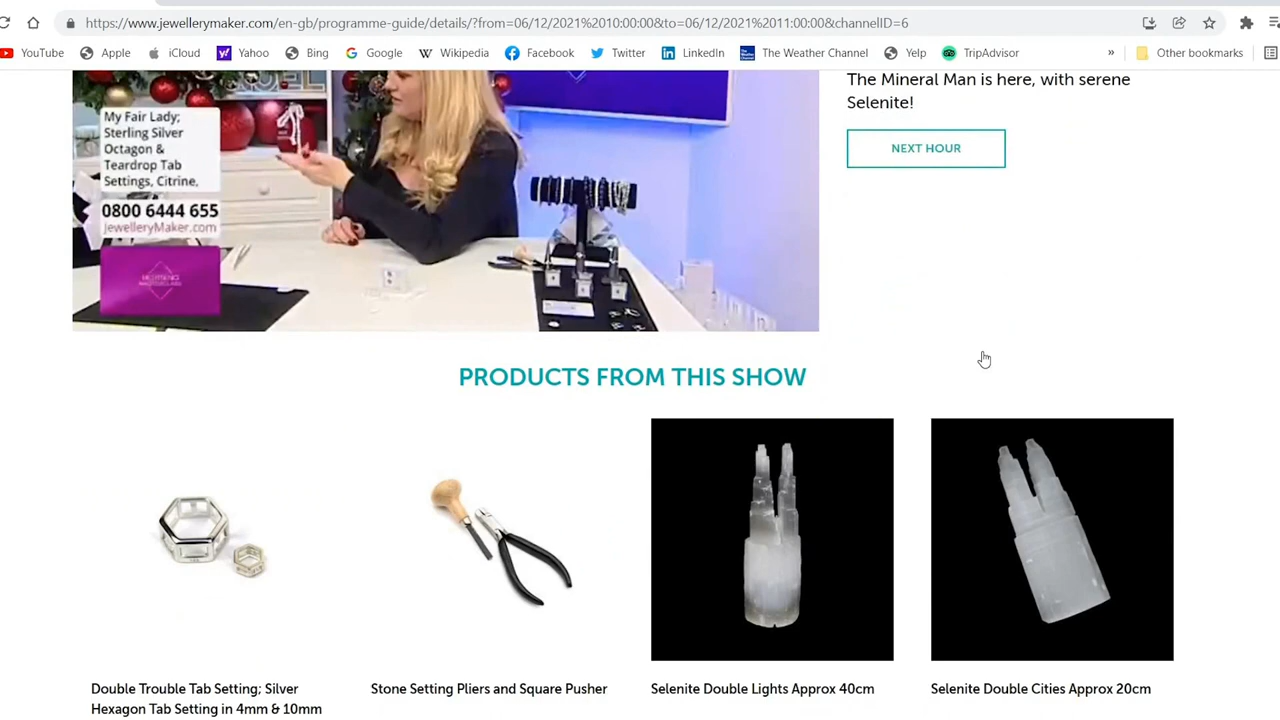 https://www.jewellerymaker.com/en-gb/programme-guide/details/?from=06/12/2021%2010:00:00&to=06/12/2021%2011:00:00&channelID=6
YouTube Apple iCloud Yahoo Bing Google Wikipedia Facebook Twitter LinkedIn The Weather Channel Yelp TripAdvisor » Other bookmarks
The Mineral Man is here, with serene
Selenite!
NEXT HOUR
My Fair Lady;
Sterling Silver
Octagon &
Teardrop Tab
Settings, Citrine,
0800 6444 655
JewelleryMaker.com
PRODUCTS FROM THIS SHOW
Double Trouble Tab Setting; Silver
Hexagon Tab Setting in 4mm & 10mm
Stone Setting Pliers and Square Pusher
Selenite Double Lights Approx 40cm
Selenite Double Cities Approx 20cm